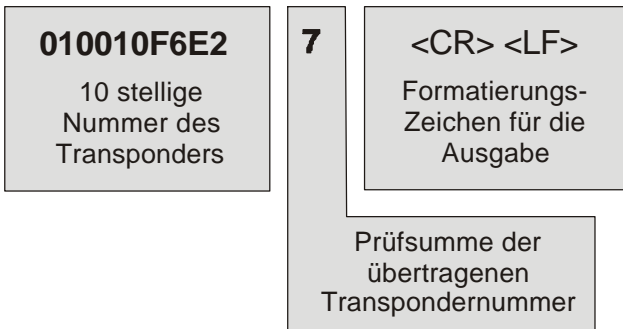 010010F6E2
10 stellige
Nummer des
Transponders
7
<CR> <LF>
Formatierungs-
Zeichen für die
Ausgabe
Prüfsumme der
übertragenen
Transpondernummer